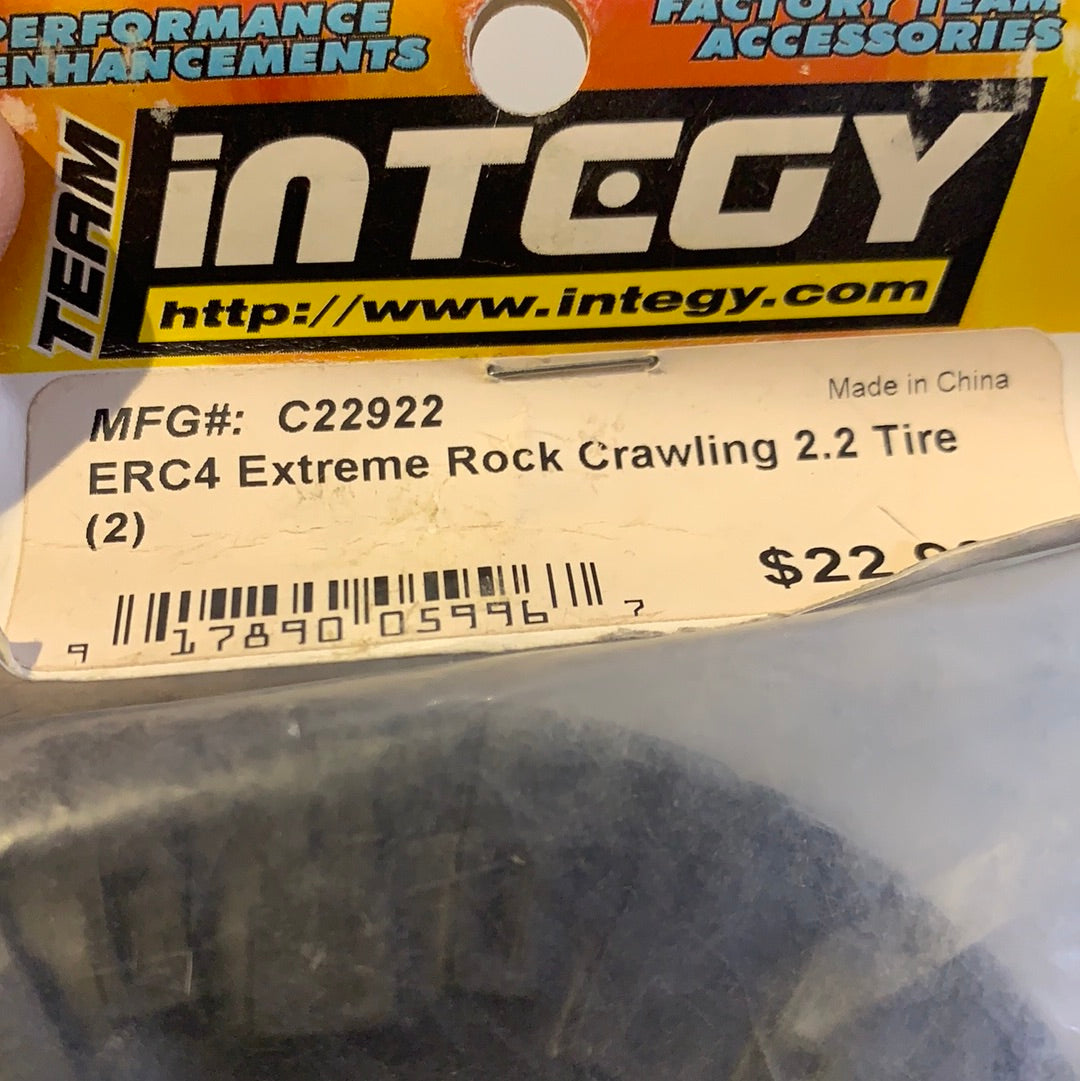 PERFORMANCE
ENHANCEMENTS
FACTORY TEAM
ACCESSORIES
TEAM
iNTEGY
http://www.integy.com
Made in China
MFG#: C22922
ERC4 Extreme Rock Crawling 2.2 Tire
(2)
$22
9 17890 05996 7